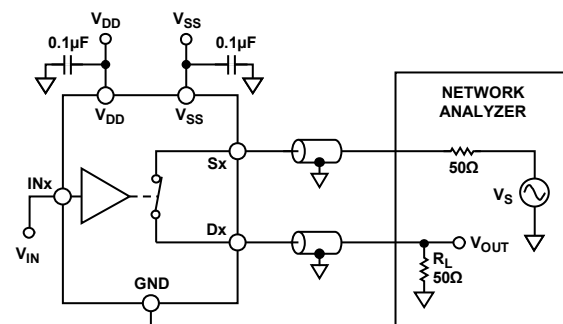 V_DD
V_SS
0.1µF
0.1µF
V_DD
V_SS
NETWORK
ANALYZER
INx
Sx
50Ω
V_S
V_IN
Dx
V_OUT
GND
R_L
50Ω